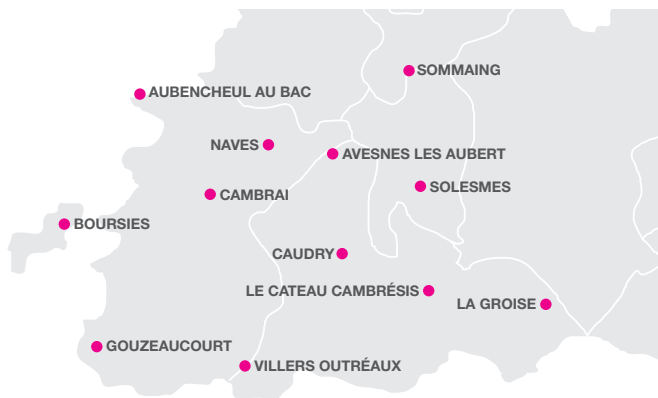 SOMMAING
AUBENCHEUL AU BAC
NAVES
AVESNES LES AUBERT
SOLESMES
CAMBRAI
BOURSIES
CAUDRY
LE CATEAU CAMBRÉSIS
LA GROISE
GOUZEAUCOURT
VILLERS OUTRÉAUX